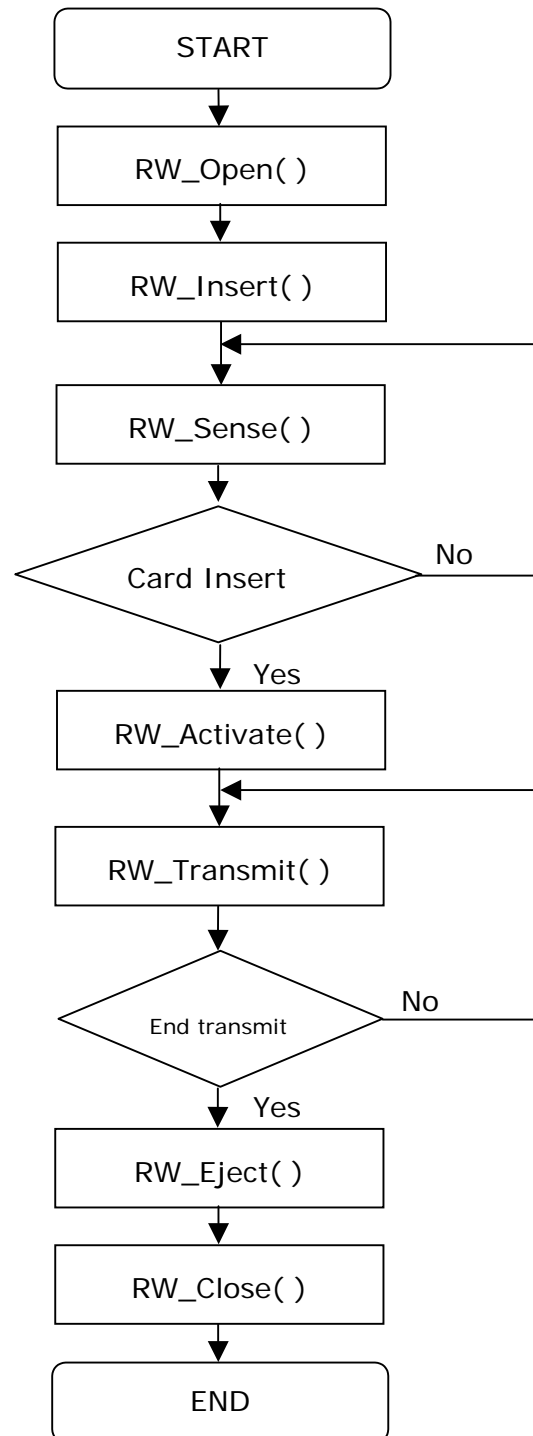 START
RW_Open( )
RW_Insert( )
RW_Sense( )
Card Insert
No
Yes
RW_Activate( )
RW_Transmit( )
End transmit
No
Yes
RW_Eject( )
RW_Close( )
END